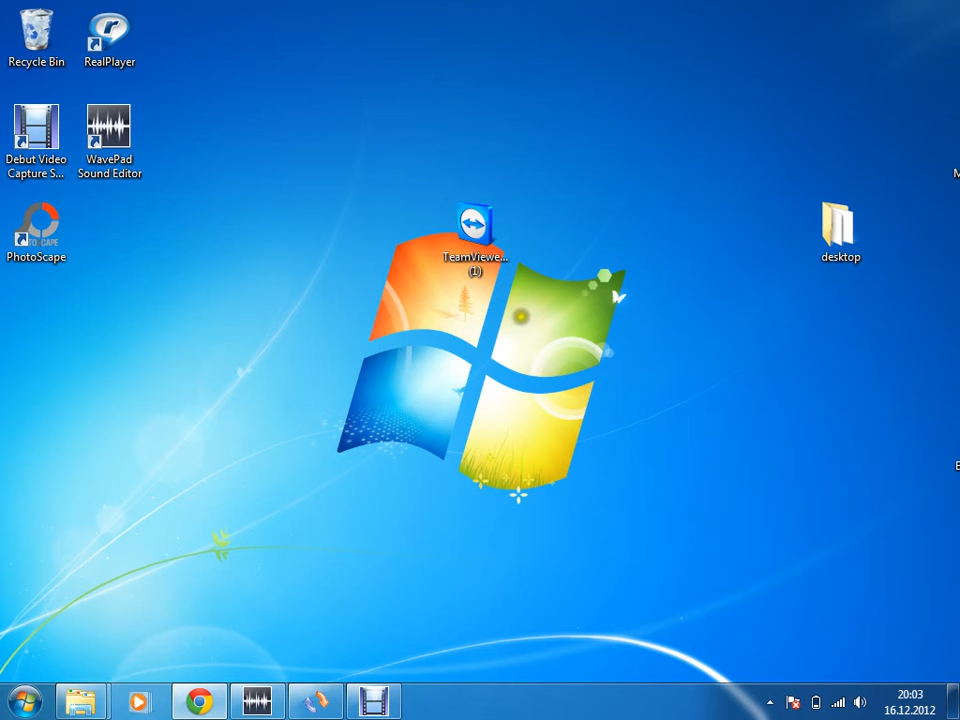 Recycle Bin
RealPlayer
Debut Video
Capture S...
WavePad
Sound Editor
PhotoScape
TeamViewe...
(1)
desktop
20:03
16.12.2012